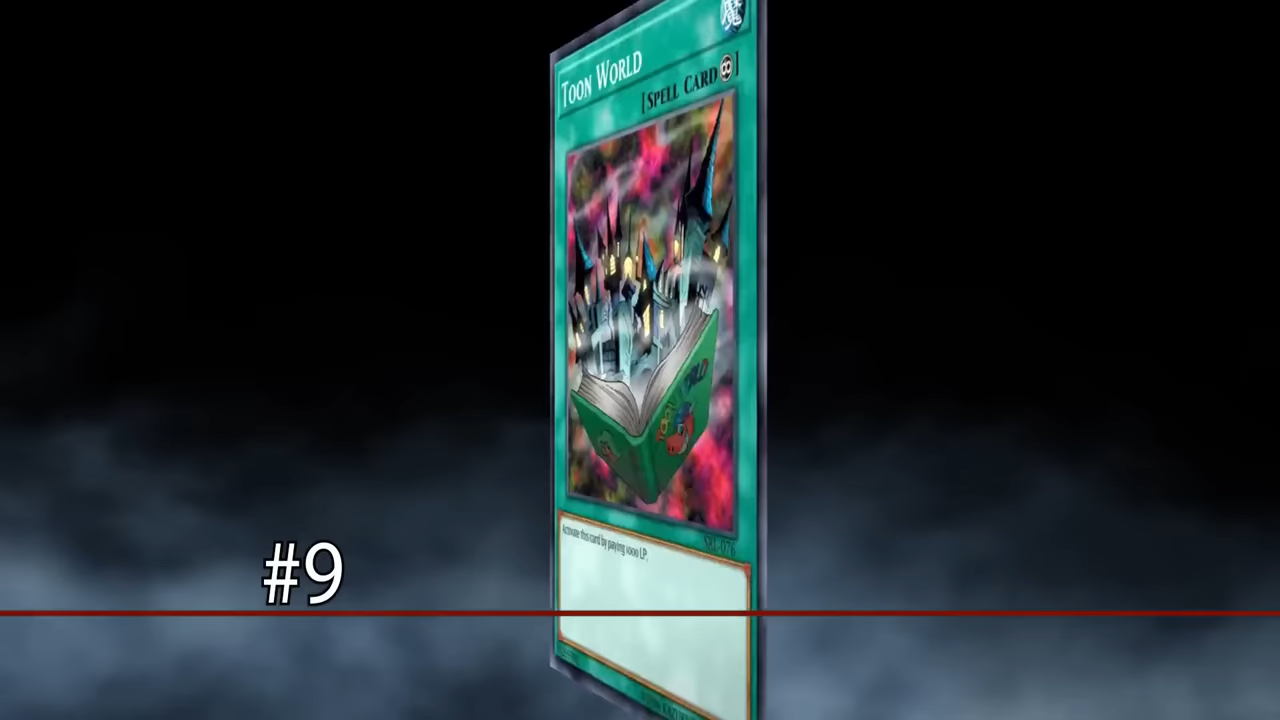 魔
TOON WORLD
[SPELL CARD ]
Activate this card by paying 1000 LP.
#9